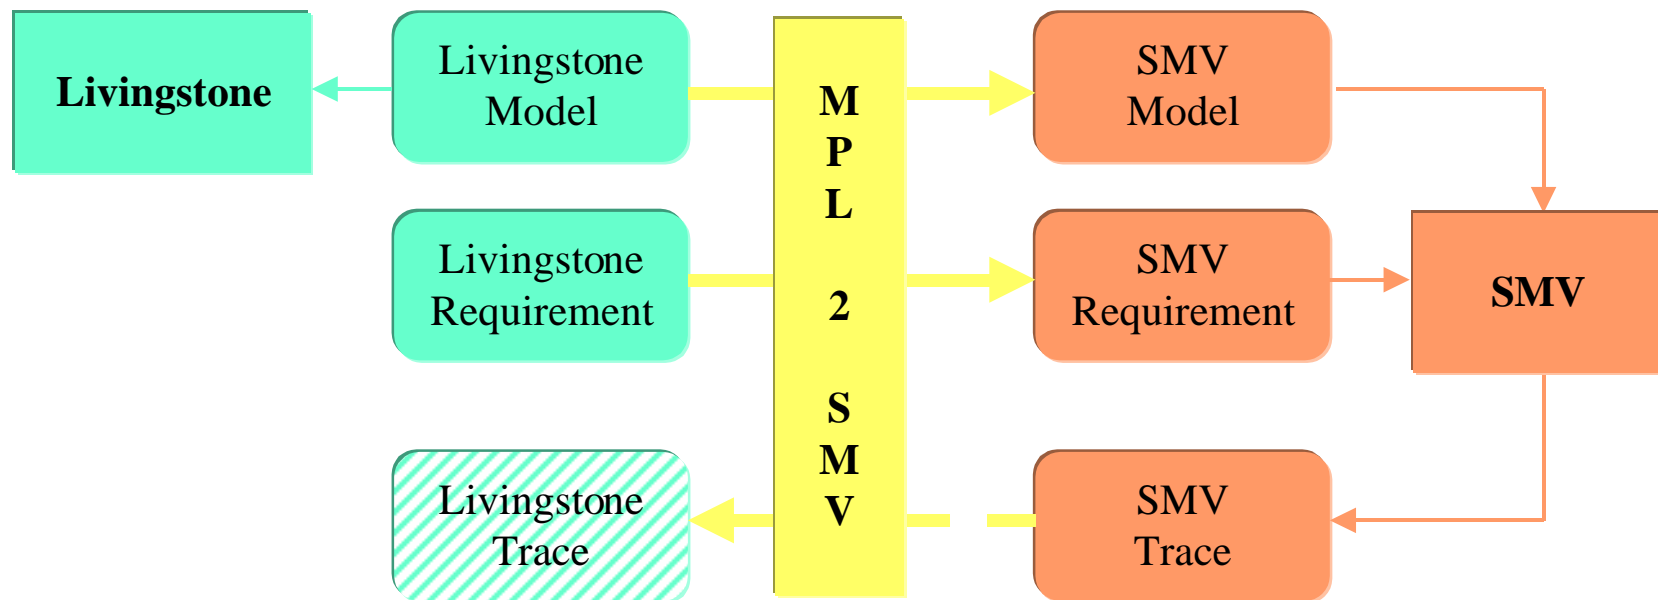 Livingstone
Livingstone
Model
M
P
L
2
S
M
V
SMV
Model
Livingstone
Requirement
SMV
Requirement
SMV
Livingstone
Trace
SMV
Trace